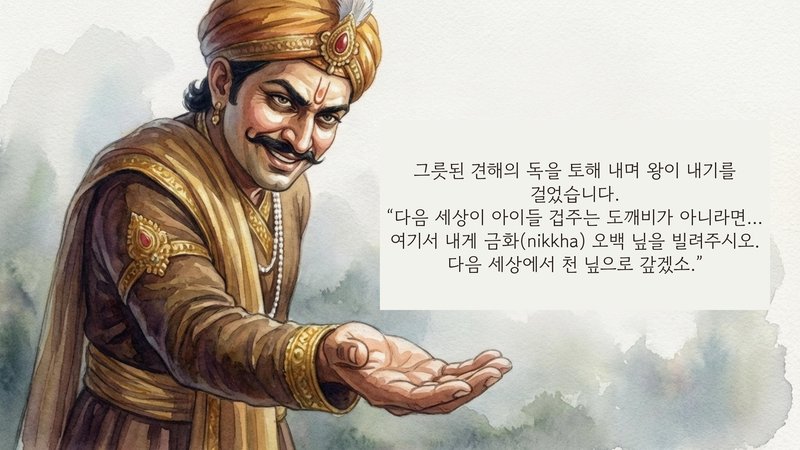 그릇된 견해의 독을 토해 내며 왕이 내기를
걸었습니다.
“다음 세상이 아이들 겁주는 도깨비가 아니라면...
여기서 내게 금화(nikkha) 오백 닢을 빌려주시오.
다음 세상에서 천 닢으로 갚겠소.”